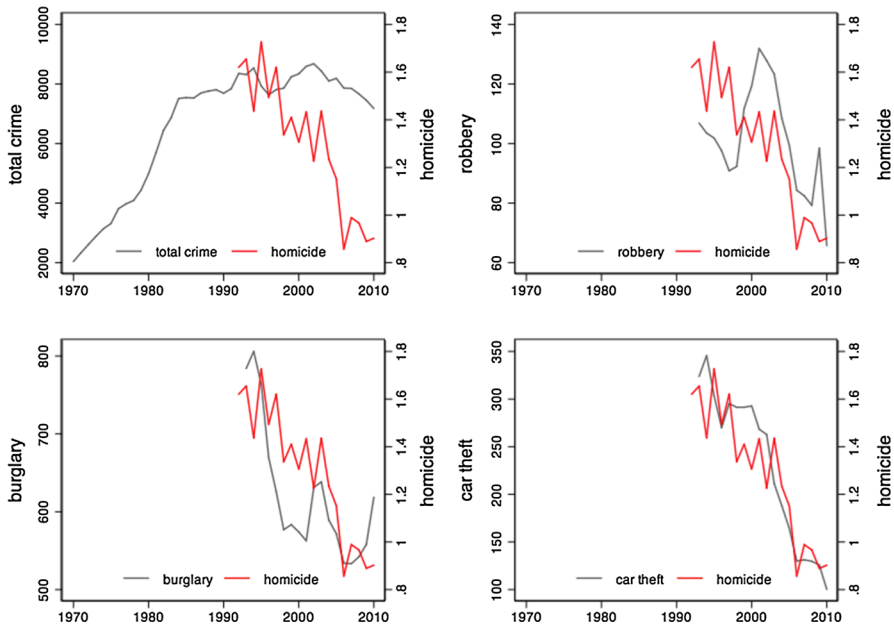 total crime
10000
8000
6000
4000
2000
1.8
1.6
1.4
1.2
1
.8
homicide
total crime homicide
1970 1980 1990 2000 2010
robbery
140
120
100
80
60
1.8
1.6
1.4
1.2
1
.8
homicide
robbery homicide
1970 1980 1990 2000 2010
burglary
800
700
600
500
1.8
1.6
1.4
1.2
1
.8
homicide
burglary homicide
1970 1980 1990 2000 2010
car theft
350
300
250
200
150
100
1.8
1.6
1.4
1.2
1
.8
homicide
car theft homicide
1970 1980 1990 2000 2010